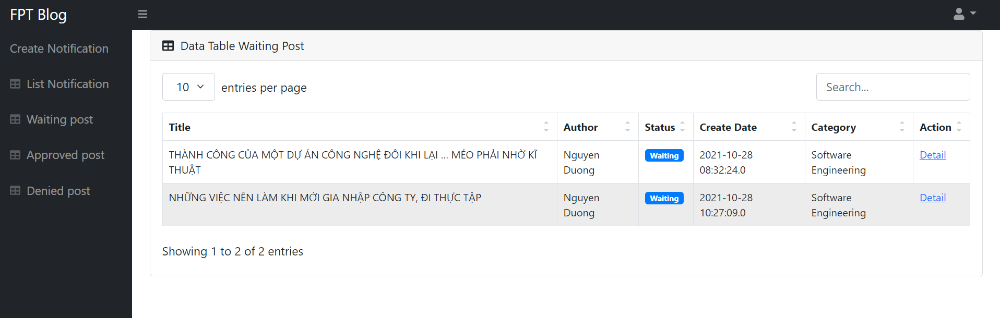 FPT Blog
Create Notification
List Notification
Waiting post
Approved post
Denied post
Data Table Waiting Post
10 entries per page
Search...
Title Author Status Create Date Category Action
THÀNH CÔNG CỦA MỘT DỰ ÁN CÔNG NGHỆ ĐÔI KHI LẠI ... MÉO PHẢI NHỜ KĨ Nguyen Waiting 2021-10-28 Software Detail
THUẬT Duong 08:32:24.0 Engineering
NHỮNG VIỆC NÊN LÀM KHI MỚI GIA NHẬP CÔNG TY, ĐI THỰC TẬP Nguyen Waiting 2021-10-28 Software Detail
Duong 10:27:09.0 Engineering
Showing 1 to 2 of 2 entries